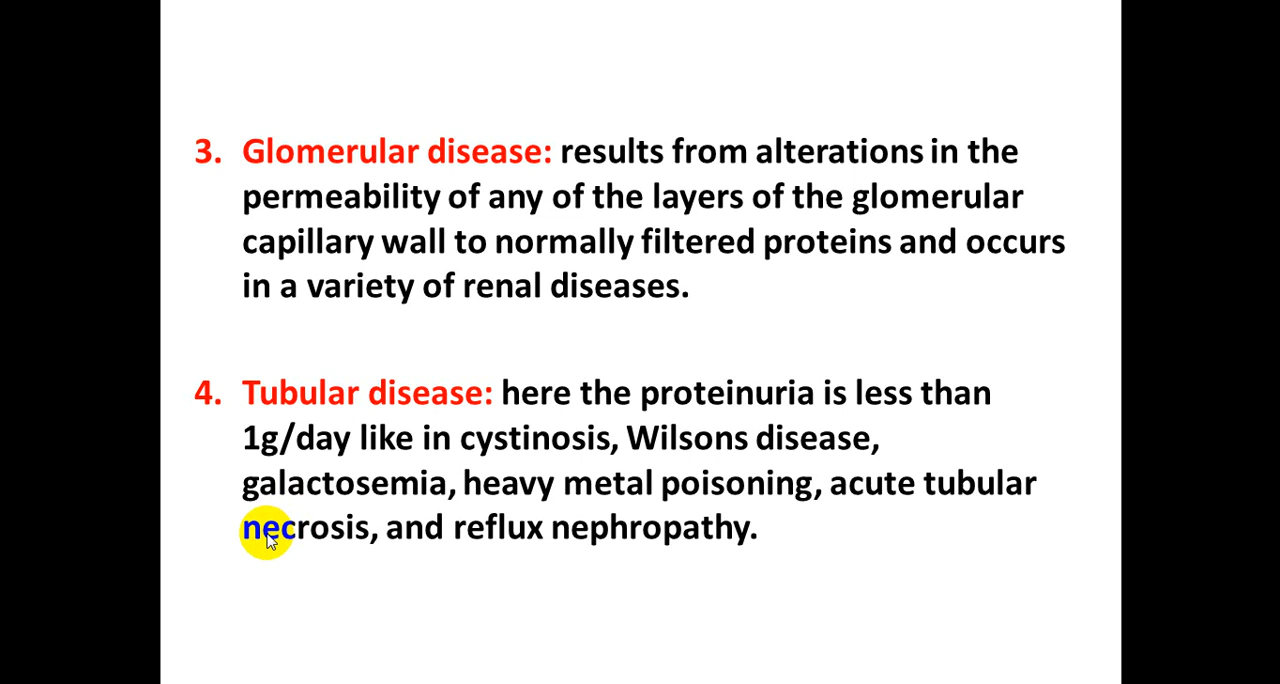 3. Glomerular disease: results from alterations in the
permeability of any of the layers of the glomerular
capillary wall to normally filtered proteins and occurs
in a variety of renal diseases.
4. Tubular disease: here the proteinuria is less than
1g/day like in cystinosis, Wilsons disease,
galactosemia, heavy metal poisoning, acute tubular
necrosis, and reflux nephropathy.